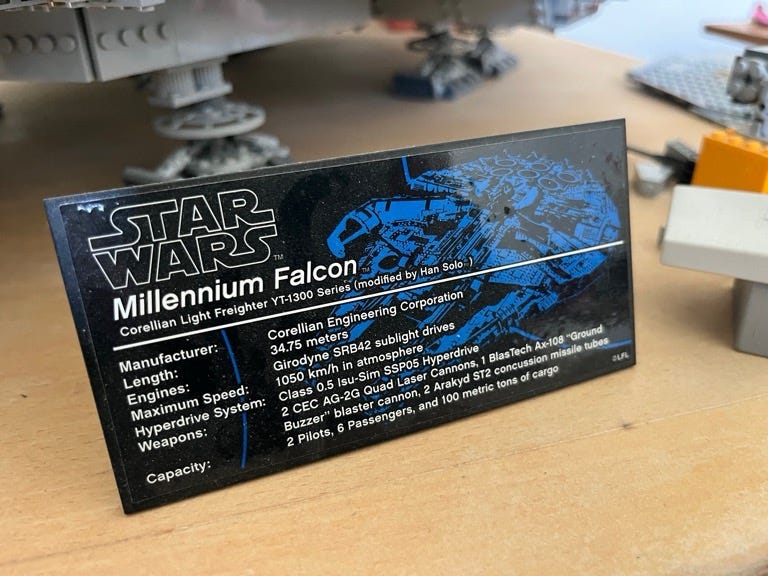 STAR
WARS™
Millennium Falcon™
Corellian Light Freighter YT-1300 Series (modified by Han Solo™)
Manufacturer: Corellian Engineering Corporation
Length: 34.75 meters
Engines: Girodyne SRB42 sublight drives
Maximum Speed: 1050 km/h in atmosphere
Hyperdrive System: Class 0.5 Isu-Sim SSP05 Hyperdrive
Weapons: 2 CEC AG-2G Quad Laser Cannons, 1 BlasTech Ax-108 “Ground
Buzzer” blaster cannon, 2 Arakyd ST2 concussion missile tubes
Capacity: 2 Pilots, 6 Passengers, and 100 metric tons of cargo
©LFL